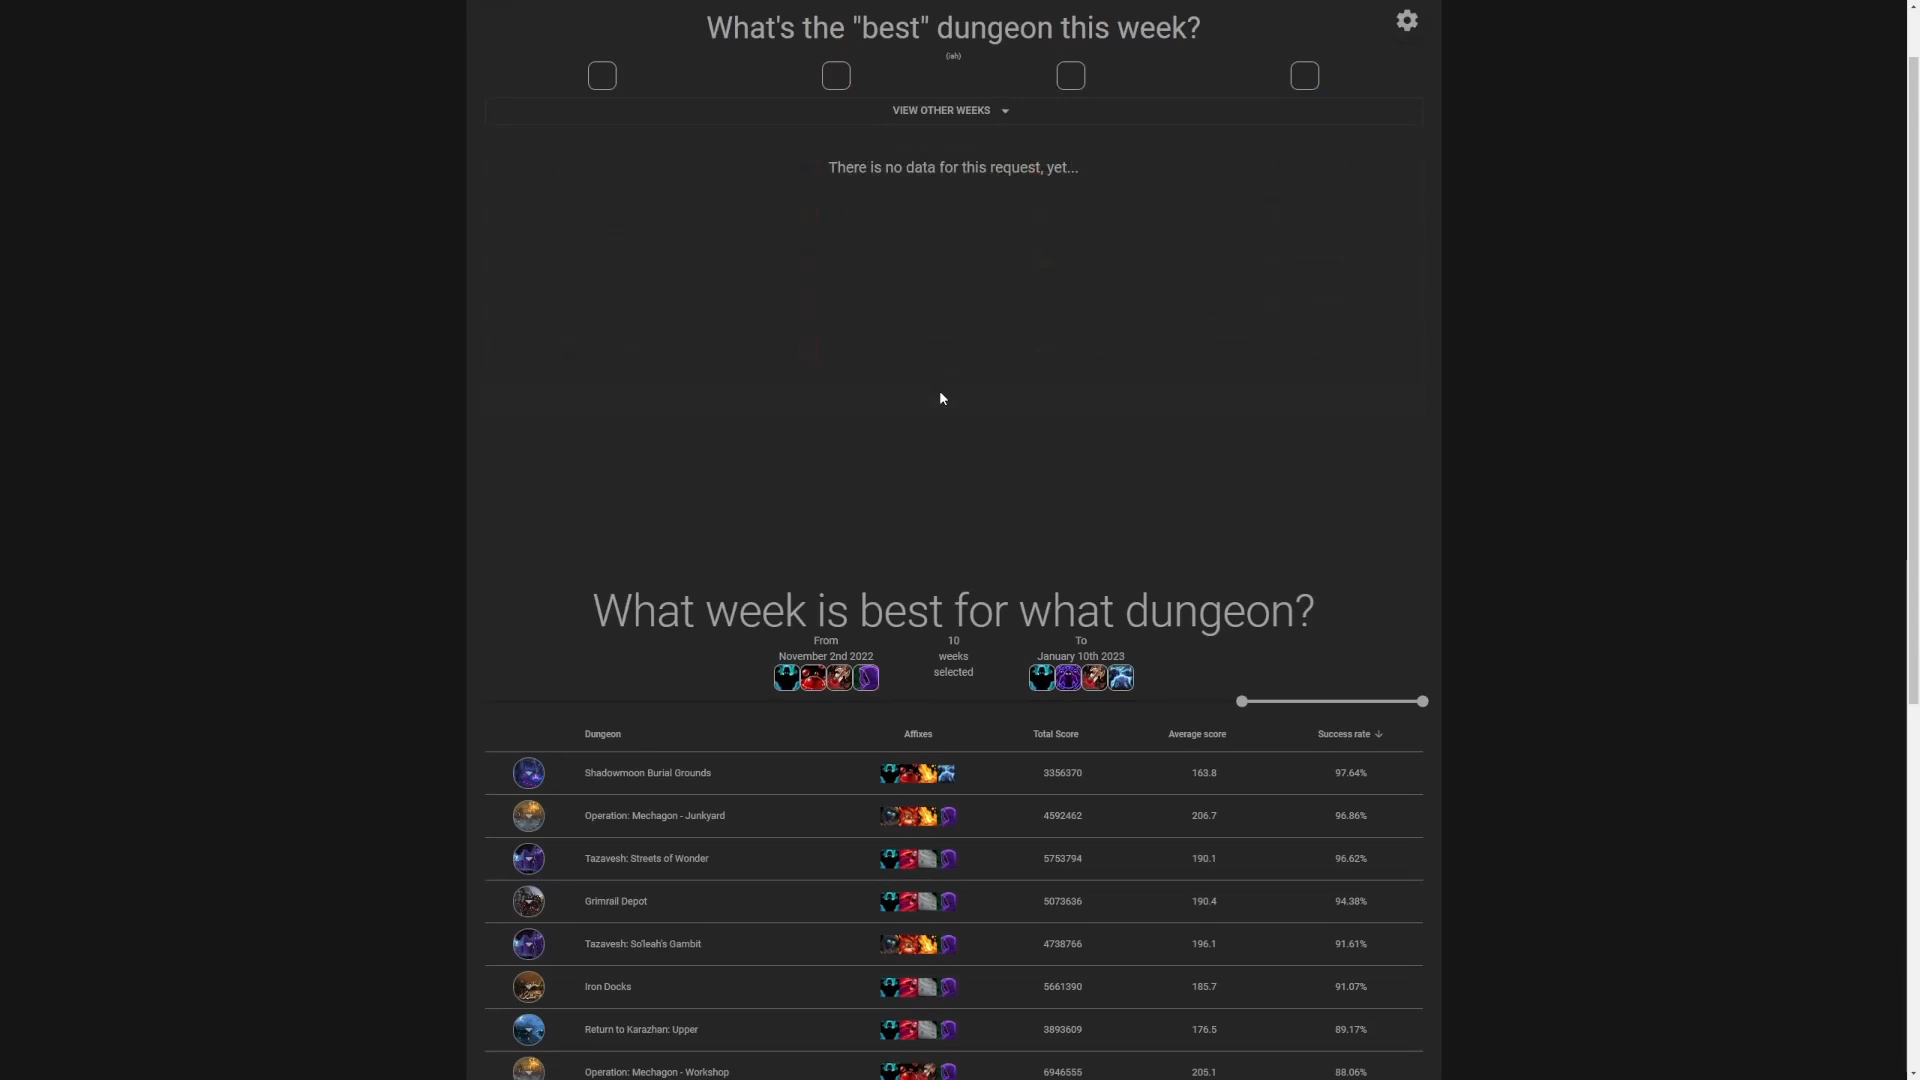 What's the "best" dungeon this week?
(ish)
VIEW OTHER WEEKS
There is no data for this request, yet...
What week is best for what dungeon?
From
November 2nd 2022
10
weeks
selected
To
January 10th 2023
Dungeon Affixes Total Score Average score Success rate
Shadowmoon Burial Grounds 3356370 163.8 97.64%
Operation: Mechagon - Junkyard 4592462 206.7 96.86%
Tazavesh: Streets of Wonder 5753794 190.1 96.62%
Grimrail Depot 5073636 190.4 94.38%
Tazavesh: So'leah's Gambit 4738766 196.1 91.61%
Iron Docks 5661390 185.7 91.07%
Return to Karazhan: Upper 3893609 176.5 89.17%
Operation: Mechagon - Workshop 6946555 205.1 88.06%